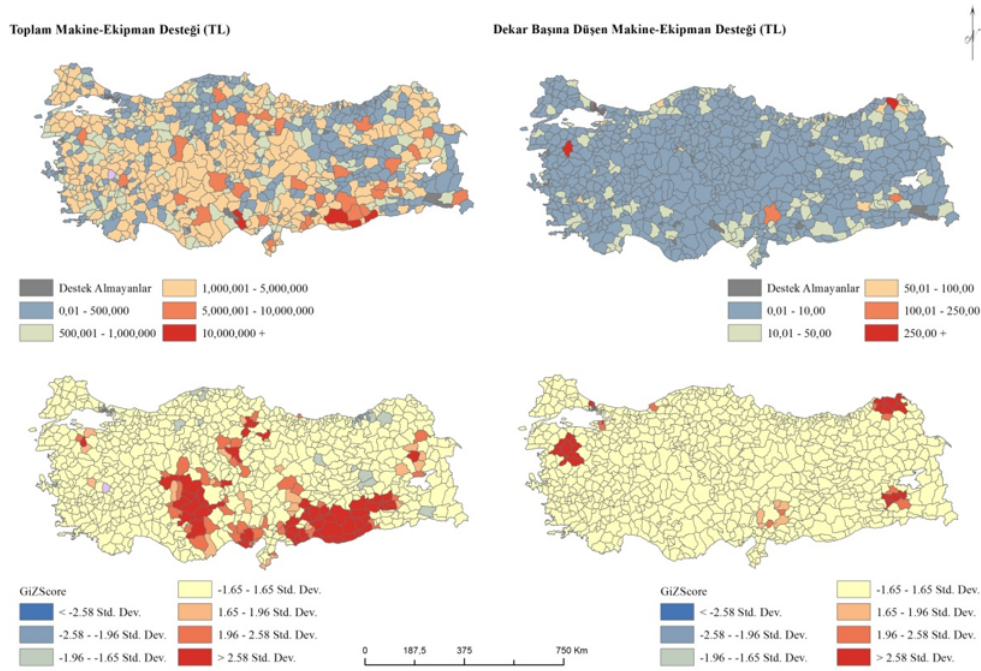 Toplam Makine-Ekipman Desteği (TL)
Dekar Başına Düşen Makine-Ekipman Desteği (TL)
Destek Almayanlar
0,01 - 500,000
500,001 - 1,000,000
1,000,001 - 5,000,000
5,000,001 - 10,000,000
10,000,000 +
Destek Almayanlar
0,01 - 10,00
10,01 - 50,00
50,01 - 100,00
100,01 - 250,00
250,00 +
GiZScore
< -2.58 Std. Dev.
-2.58 - -1.96 Std. Dev.
-1.96 - -1.65 Std. Dev.
-1.65 - 1.65 Std. Dev.
1.65 - 1.96 Std. Dev.
1.96 - 2.58 Std. Dev.
> 2.58 Std. Dev.
0 187,5 375 750 Km
GiZScore
< -2.58 Std. Dev.
-2.58 - -1.96 Std. Dev.
-1.96 - -1.65 Std. Dev.
-1.65 - 1.65 Std. Dev.
1.65 - 1.96 Std. Dev.
1.96 - 2.58 Std. Dev.
> 2.58 Std. Dev.